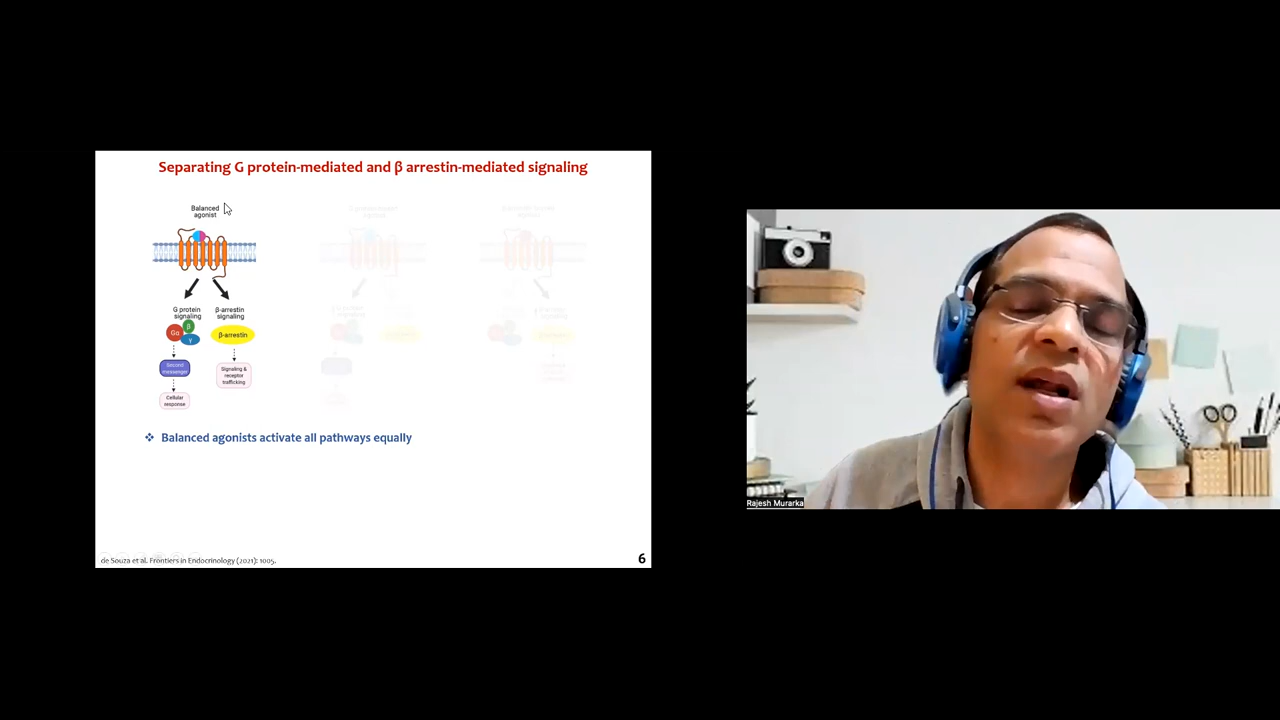 Separating G protein-mediated and β arrestin-mediated signaling
Balanced
agonist
G protein
signaling
β-arrestin
signaling
Gα
β
γ
β-arrestin
Second
messenger
Signaling &
receptor
trafficking
Cellular
response
❖ Balanced agonists activate all pathways equally
de Souza et al. Frontiers in Endocrinology (2021): 1005.
6
Rajesh Murarka